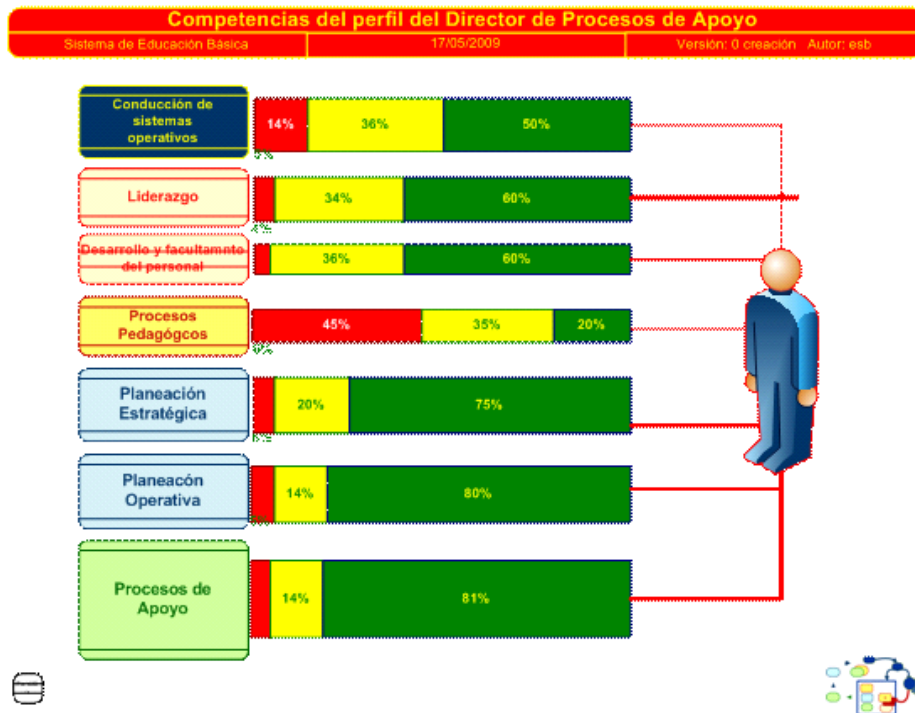 Competencias del perfil del Director de Procesos de Apoyo
Sistema de Educación Básica
17/05/2009
Versión: 0 creación Autor: esb
Conducción de
sistemas
operativos
14%
36%
50%
Liderazgo
34%
60%
Desarrollo y facultamnto
del personal
4%
36%
60%
Procesos
Pedagógcos
45%
35%
20%
Planeación
Estratégica
20%
75%
Planeacón
Operativa
14%
80%
Procesos de
Apoyo
14%
81%